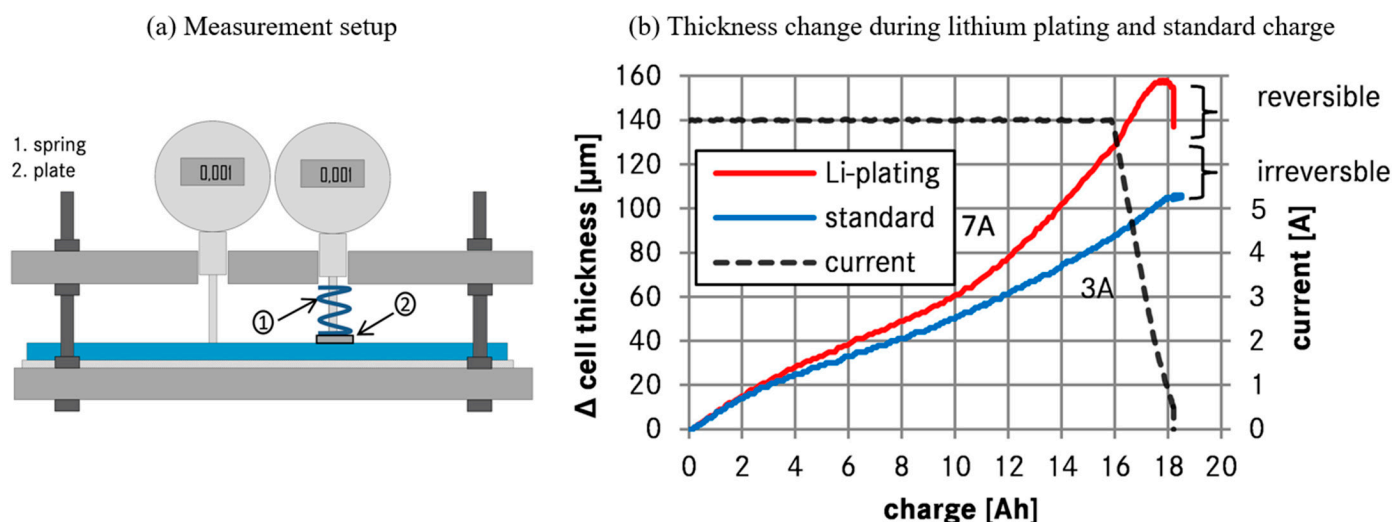 (a) Measurement setup
1. spring
2. plate
0,001
0,001
①
②
(b) Thickness change during lithium plating and standard charge
Δ cell thickness [µm]
160
140
120
100
80
60
40
20
0
Li-plating
standard
current
7A
3A
reversible
irreversble
5
4
3
2
1
0
current [A]
0 2 4 6 8 10 12 14 16 18 20
charge [Ah]